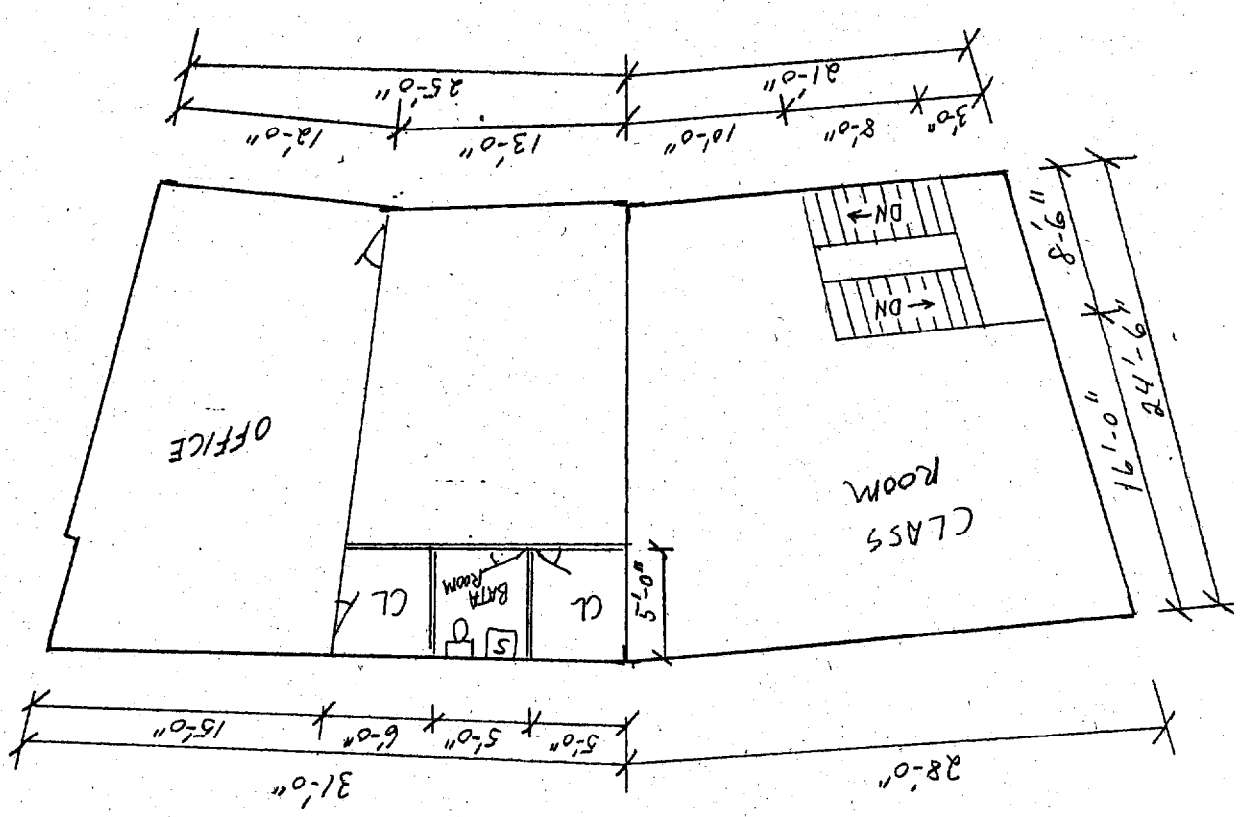 28'-0"
31'-0"
5'-0"
5'-0"
6'-0"
15'-0"
S
5'-0"
CL
BATH
ROOM
CL
CLASS
ROOM
OFFICE
24'-6"
16'-0"
8'-6"
← DN
DN →
3'-0"
8'-0"
10'-0"
13'-0"
12'-0"
21'-0"
25'-0"